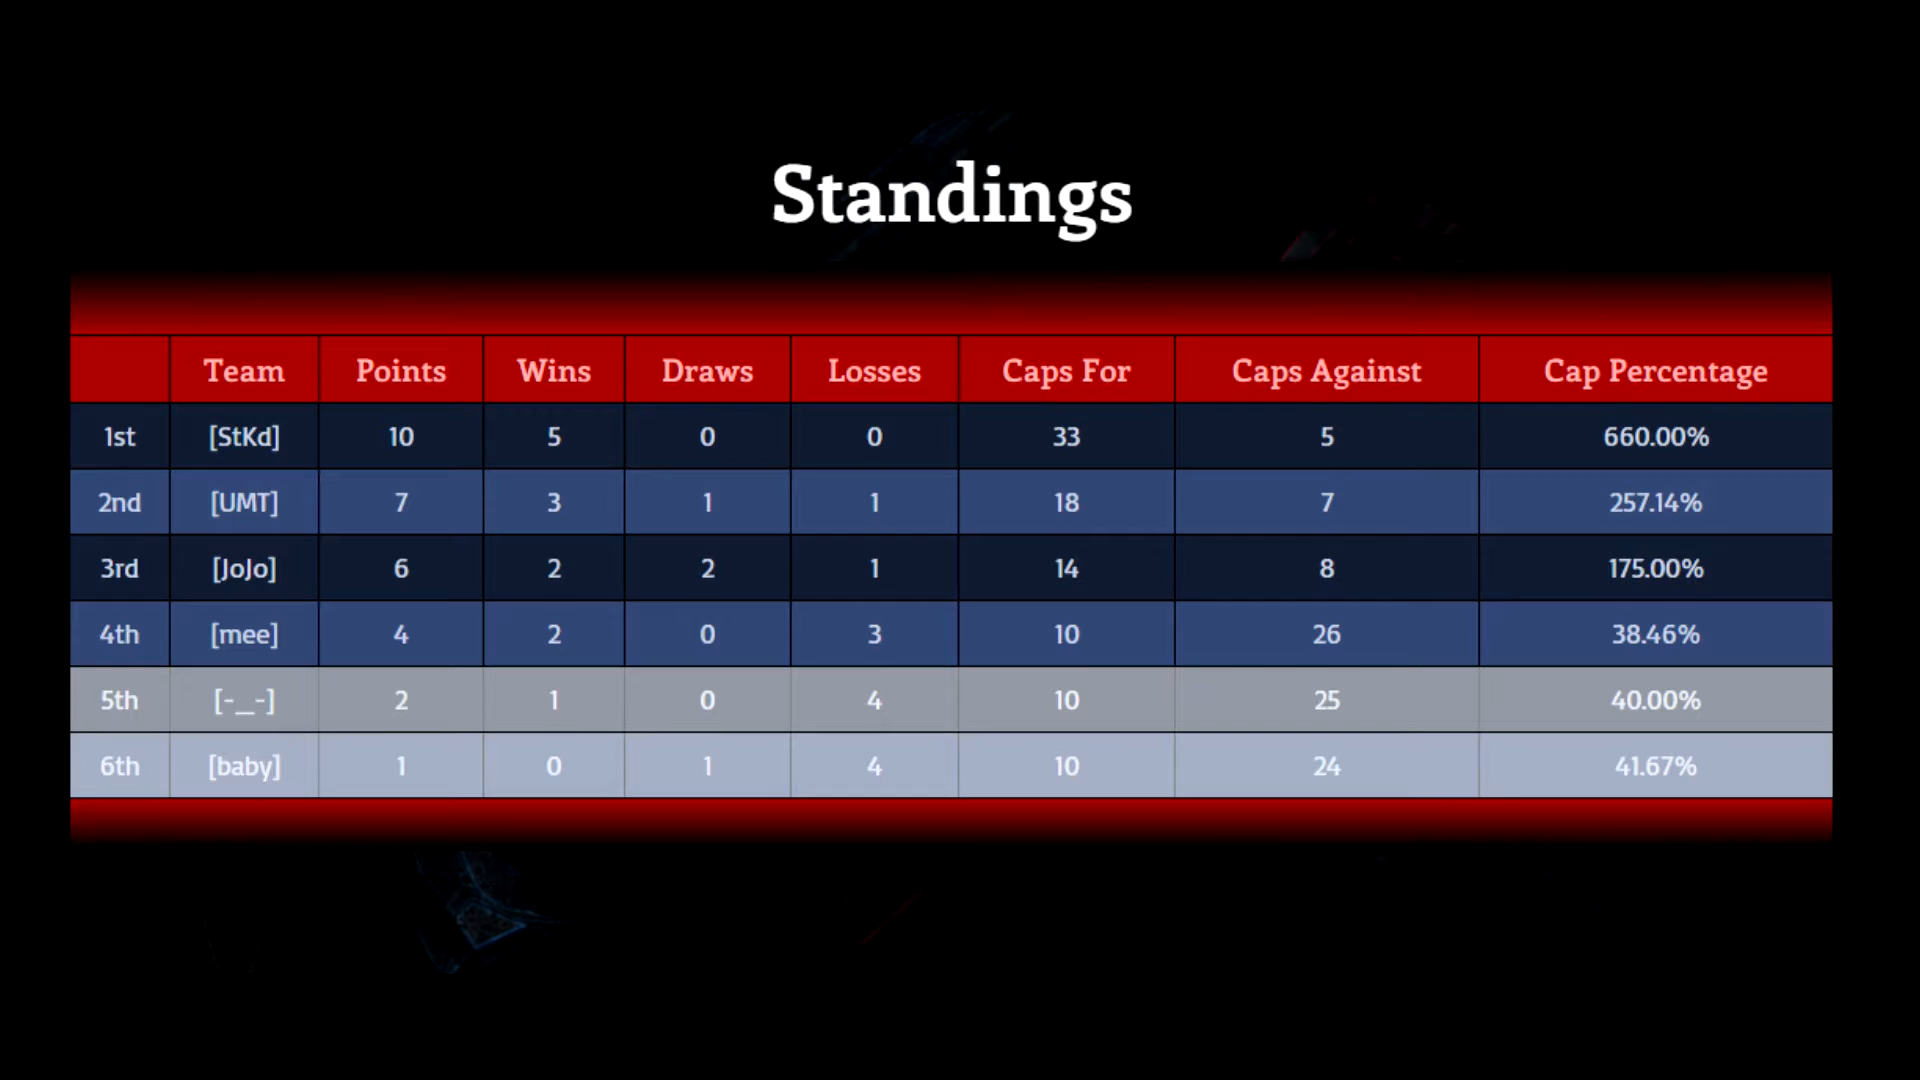 Standings
Team Points Wins Draws Losses Caps For Caps Against Cap Percentage
1st [StKd] 10 5 0 0 33 5 660.00%
2nd [UMT] 7 3 1 1 18 7 257.14%
3rd [JoJo] 6 2 2 1 14 8 175.00%
4th [mee] 4 2 0 3 10 26 38.46%
5th [-_-] 2 1 0 4 10 25 40.00%
6th [baby] 1 0 1 4 10 24 41.67%